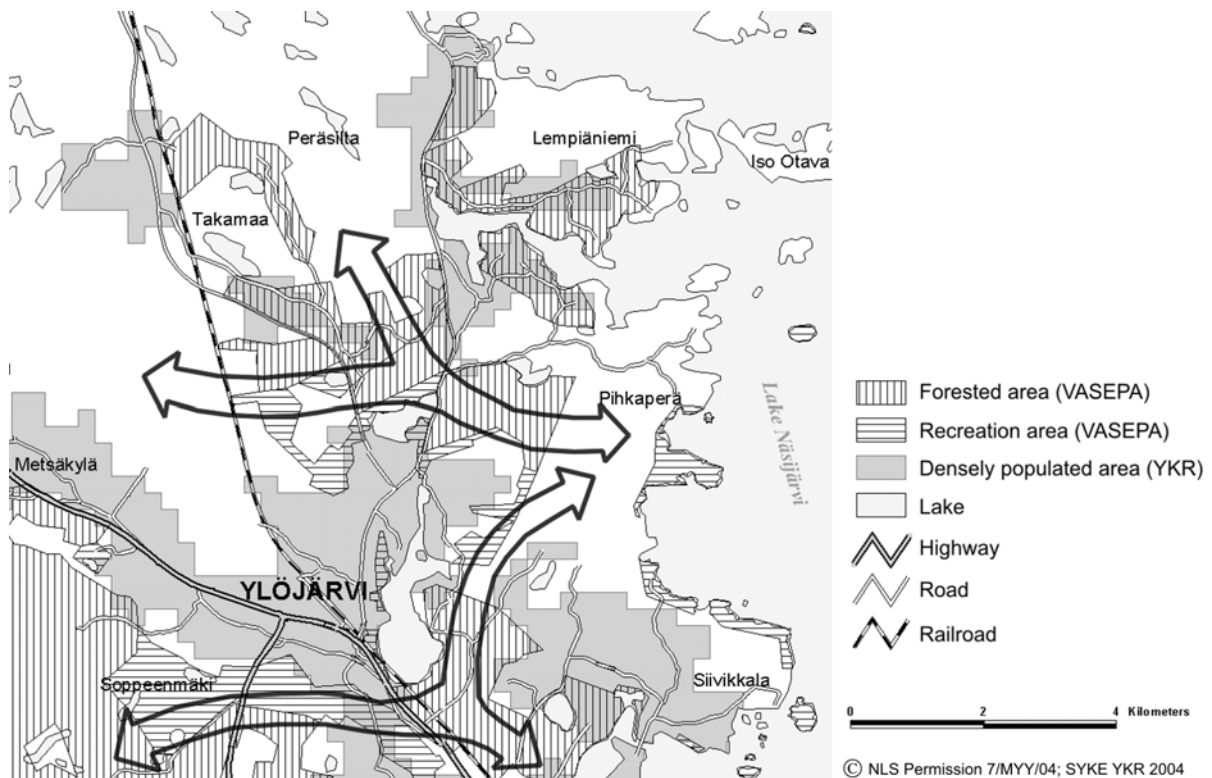 Peräsilta
Lempiäniemi
Iso Otava
Takamaa
Pihkaperä
Lake Näsijärvi
Metsäkylä
YLÖJÄRVI
Soppeenmäki
Siivikkala
Forested area (VASEPA)
Recreation area (VASEPA)
Densely populated area (YKR)
Lake
Highway
Road
Railroad
0 2 4 Kilometers
© NLS Permission 7/MYY/04; SYKE YKR 2004